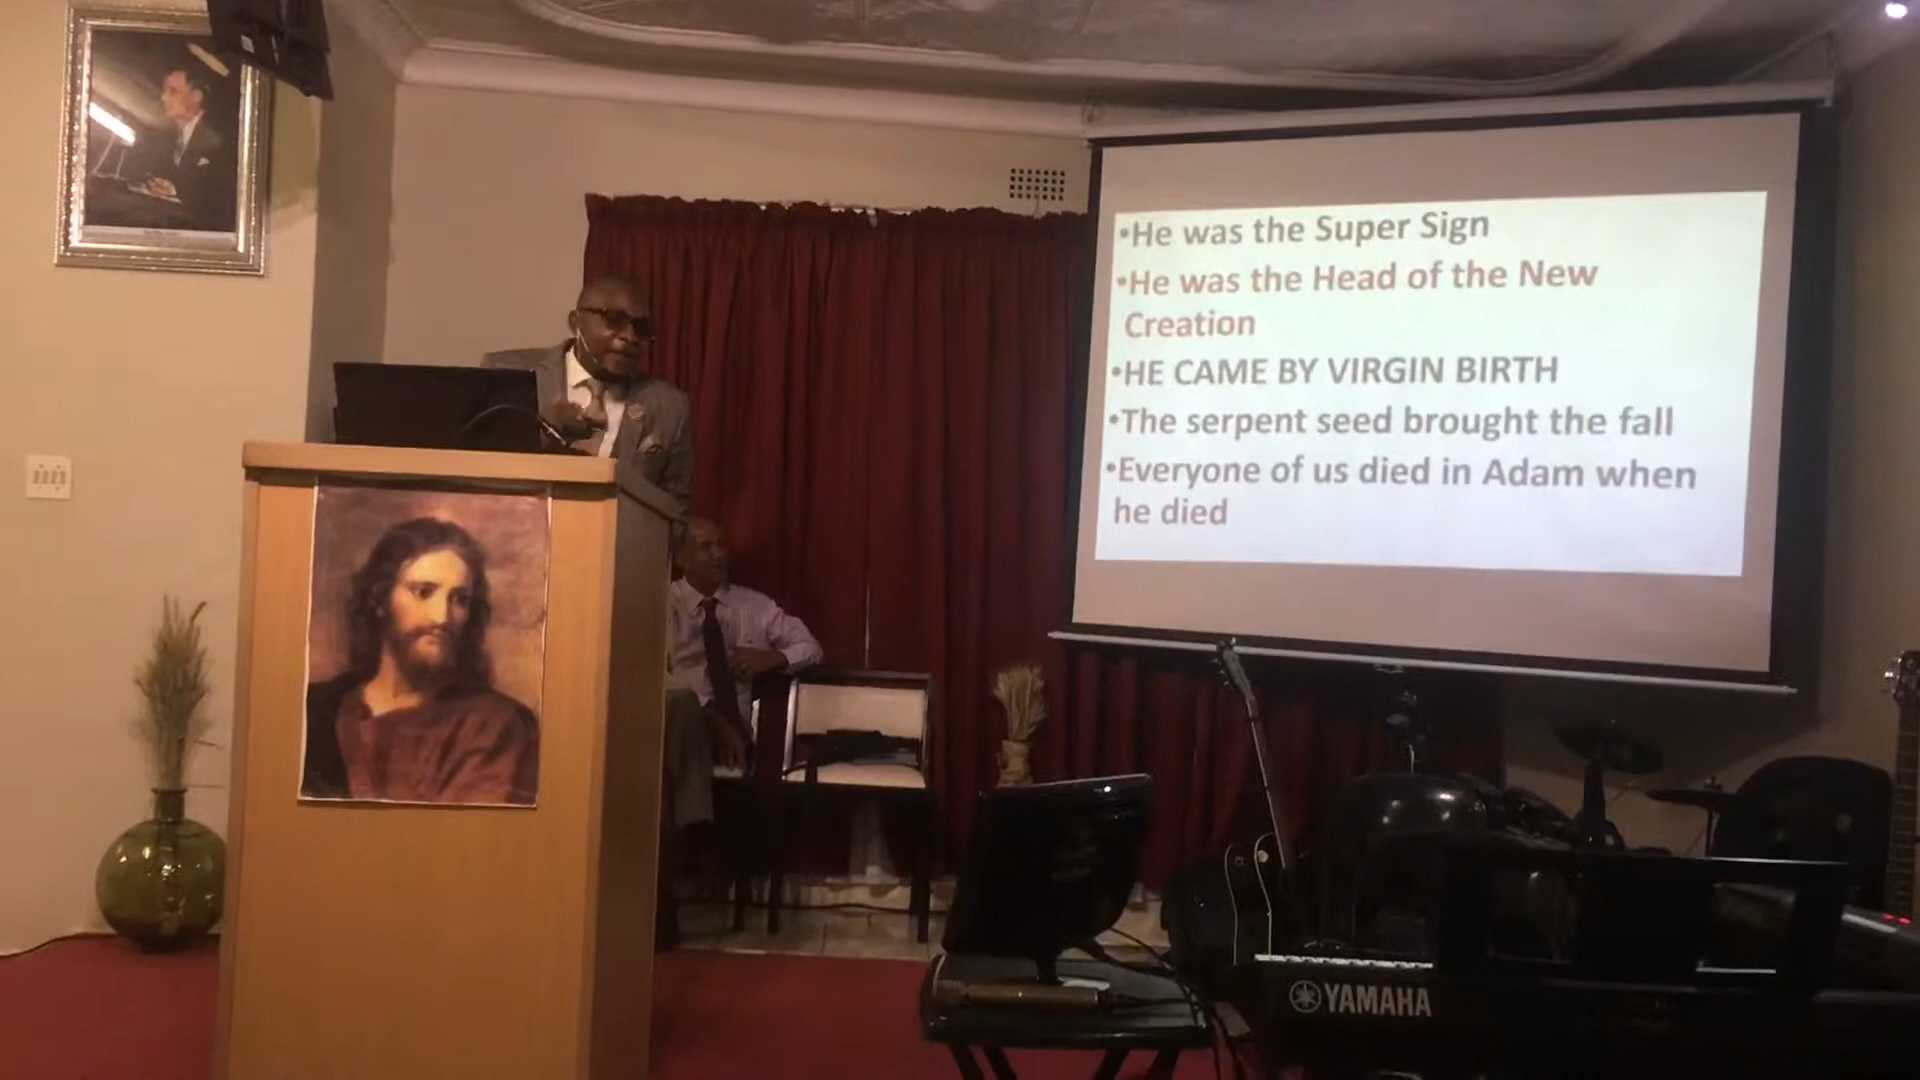 •He was the Super Sign
•He was the Head of the New
Creation
•HE CAME BY VIRGIN BIRTH
•The serpent seed brought the fall
•Everyone of us died in Adam when
he died
YAMAHA